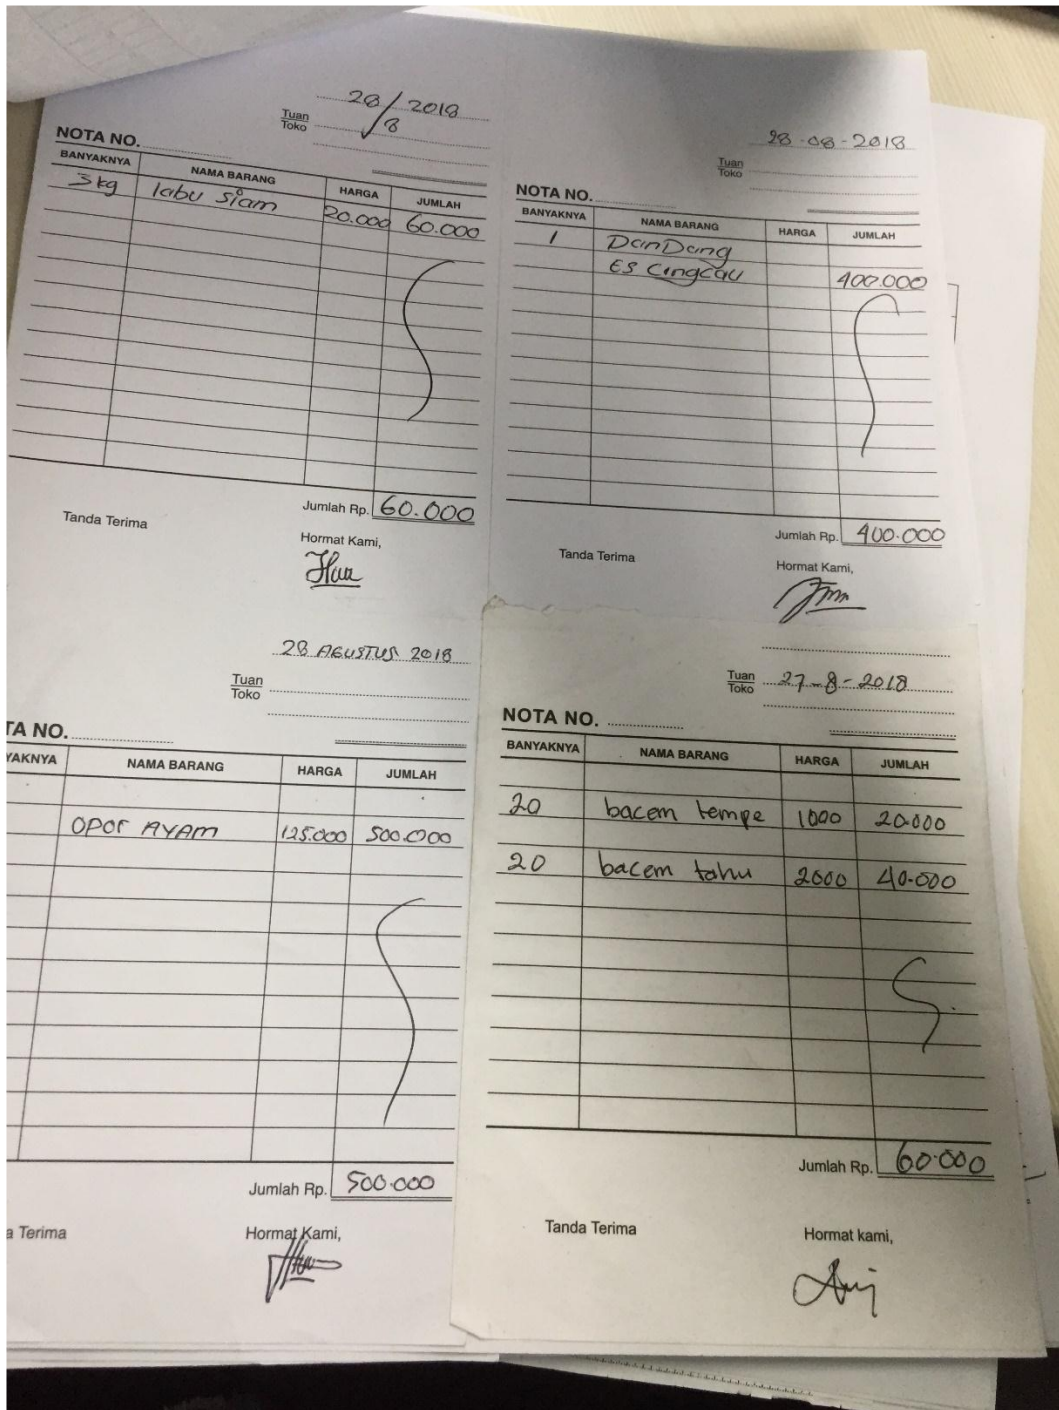 28/8 2018
Tuan
Toko
NOTA NO.
BANYAKNYA NAMA BARANG HARGA JUMLAH
3 kg labu siam 20.000 60.000
Jumlah Rp. 60.000
Tanda Terima Hormat Kami,
28-08-2018
Tuan
Toko
NOTA NO.
BANYAKNYA NAMA BARANG HARGA JUMLAH
1 DanDang
ES Cingcau 400.000
Jumlah Rp. 400.000
Tanda Terima Hormat Kami,
28 AGUSTUS 2018
Tuan
Toko
TA NO.
YAKNYA NAMA BARANG HARGA JUMLAH
OPOR AYAM 125.000 500.000
Jumlah Rp. 500.000
a Terima Hormat Kami,
Tuan
Toko 27-8-2018
NOTA NO.
BANYAKNYA NAMA BARANG HARGA JUMLAH
20 bacem tempe 1000 20.000
20 bacem tahu 2000 40.000
Jumlah Rp. 60.000
Tanda Terima Hormat kami,